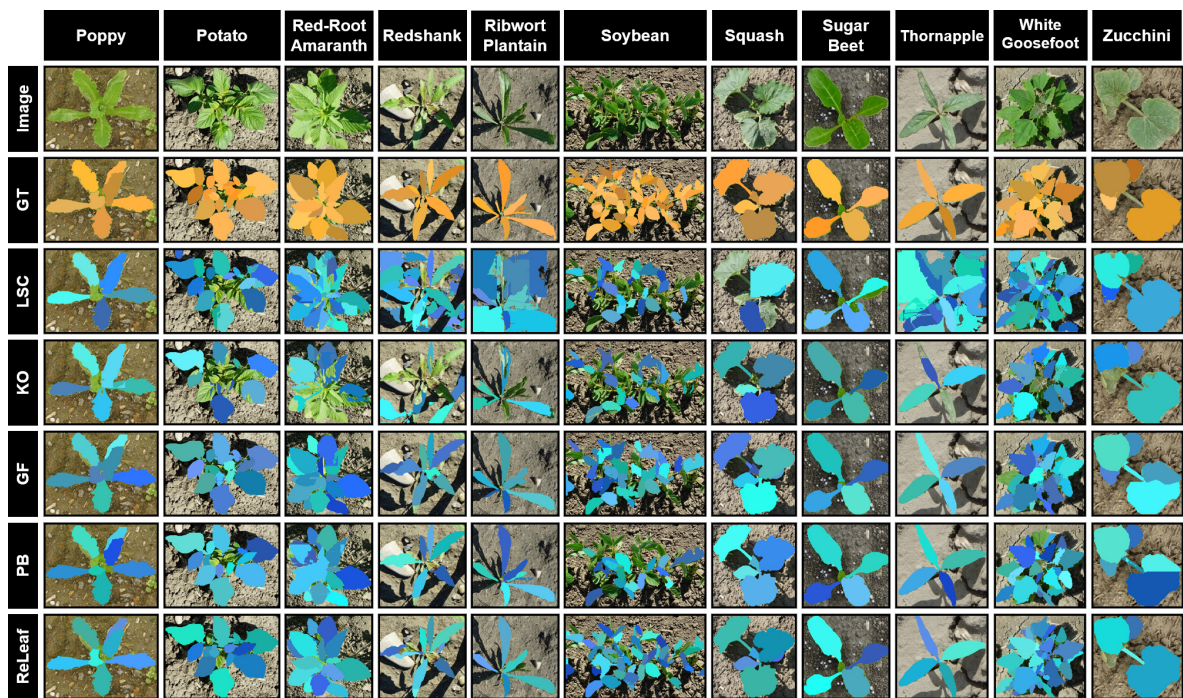 Poppy
Potato
Red-Root
Amaranth
Redshank
Ribwort
Plantain
Soybean
Squash
Sugar
Beet
Thornapple
White
Goosefoot
Zucchini
Image
GT
LSC
KO
GF
PB
ReLeaf